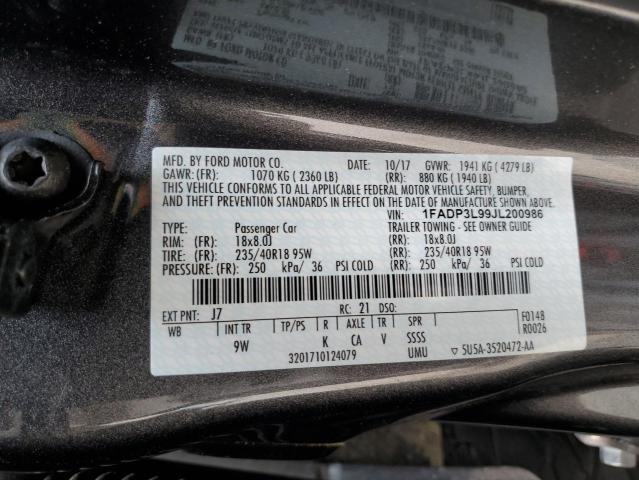 MFD. BY FORD MOTOR CO. DATE: 10/17 GVWR: 1941 KG ( 4279 LB)
GAWR: (FR): 1070 KG ( 2360 LB) (RR): 880 KG ( 1940 LB)
THIS VEHICLE CONFORMS TO ALL APPLICABLE FEDERAL MOTOR VEHICLE SAFETY, BUMPER,
AND THEFT PREVENTION STANDARDS IN EFFECT ON THE DATE OF MANUFACTURE SHOWN ABOVE.
VIN: 1FADP3L99JL200986
TYPE: Passenger Car TRAILER TOWING - SEE OWNER GUIDE
RIM: (FR): 18x8.0J (RR): 18x8.0J
TIRE: (FR): 235/40R18 95W (RR): 235/40R18 95W
PRESSURE: (FR): 250 kPa/ 36 PSI COLD (RR): 250 kPa/ 36 PSI COLD
EXT PNT: J7 RC: 21 DSO: F0148
WB INT TR TP/PS R AXLE TR SPR R0026
9W K CA V SSSS
3201710124079 UMU ▽ 5U5A-3520472-AA